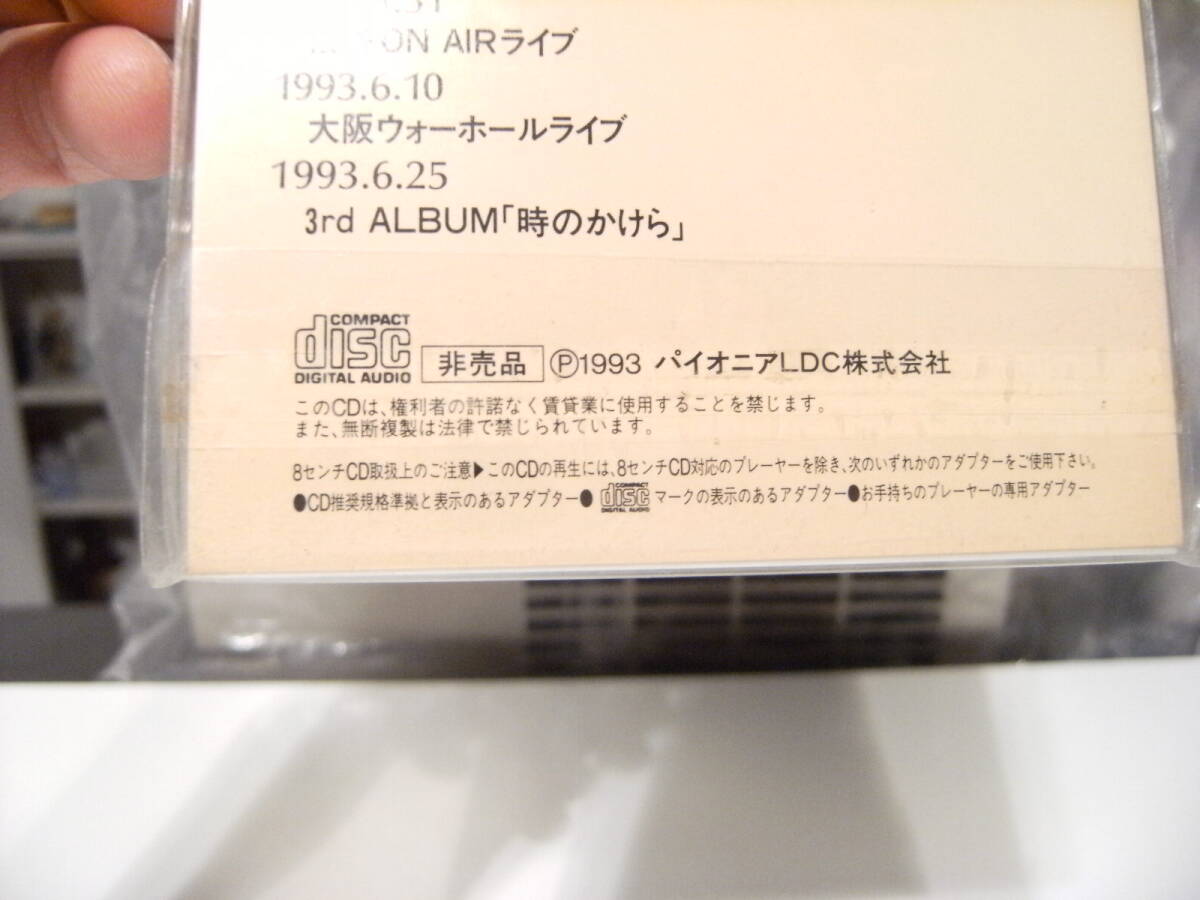 ON AIRライブ
1993.6.10
大阪ウォーホールライブ
1993.6.25
3rd ALBUM「時のかけら」
COMPACT
disc
DIGITAL AUDIO
非売品 Ⓟ1993 パイオニアLDC株式会社
このCDは、権利者の許諾なく賃貸業に使用することを禁じます。
また、無断複製は法律で禁じられています。
8センチCD取扱上のご注意▶このCDの再生には、8センチCD対応のプレーヤーを除き、次のいずれかのアダプターをご使用下さい。
●CD推奨規格準拠と表示のあるアダプター●COMPACT disc DIGITAL AUDIO マークの表示のあるアダプター●お手持ちのプレーヤーの専用アダプター